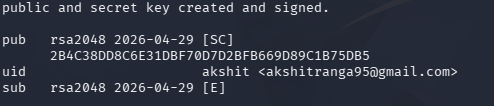 public and secret key created and signed.
pub rsa2048 2026-04-29 [SC]
2B4C38DD8C6E31DBF70D7D2BFB669D89C1B75DB5
uid akshit <akshitranga95@gmail.com>
sub rsa2048 2026-04-29 [E]